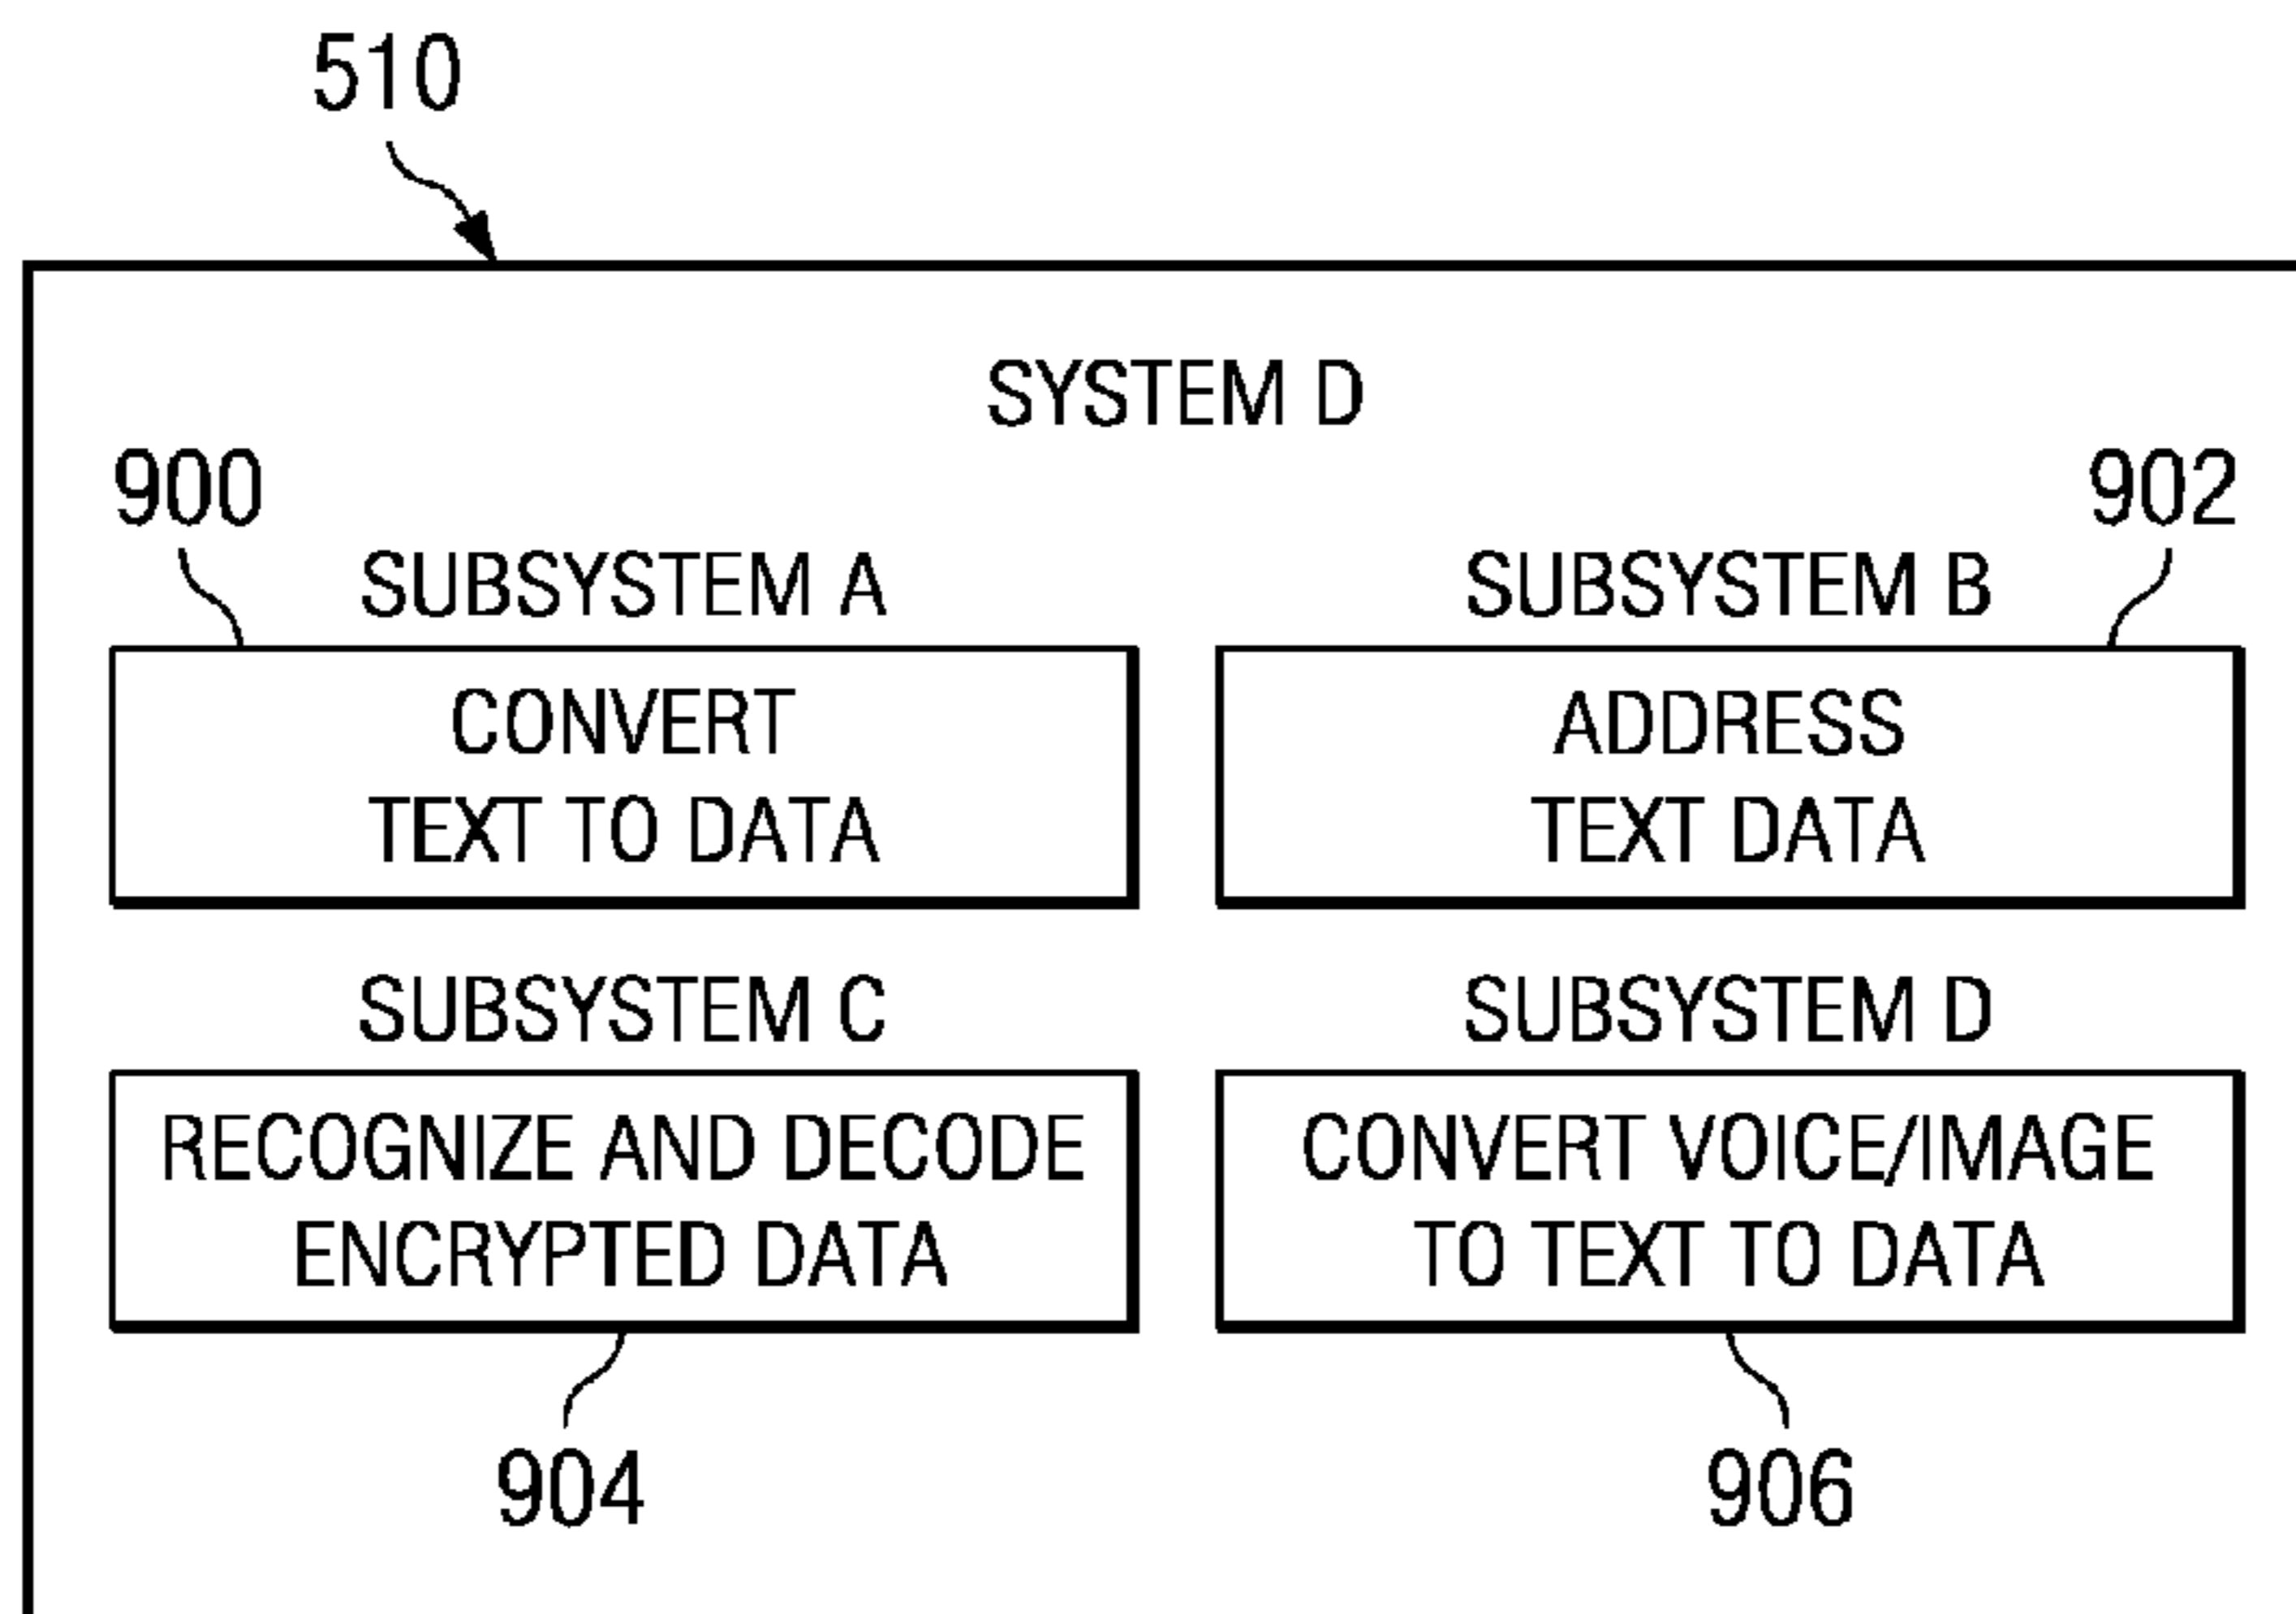 510
SYSTEM D
900
902
SUBSYSTEM A
SUBSYSTEM B
CONVERT
TEXT TO DATA
ADDRESS
TEXT DATA
SUBSYSTEM C
SUBSYSTEM D
RECOGNIZE AND DECODE
ENCRYPTED DATA
CONVERT VOICE/IMAGE
TO TEXT TO DATA
904
906